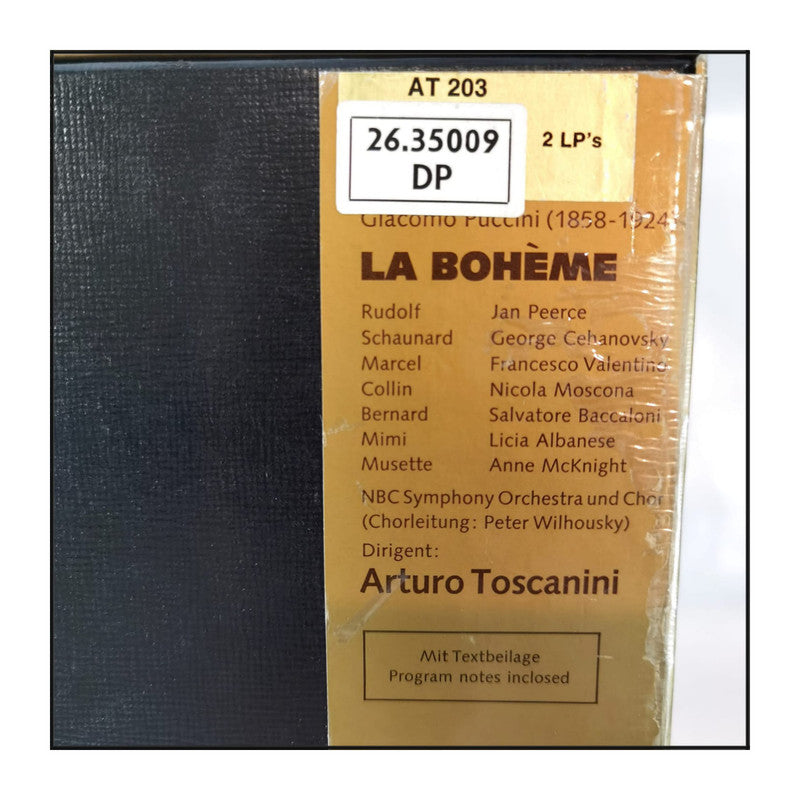 AT 203
26.35009
DP
2 LP's
Giacomo Puccini (1858-1924)
LA BOHÈME
Rudolf Jan Peerce
Schaunard George Cehanovsky
Marcel Francesco Valentino
Collin Nicola Moscona
Bernard Salvatore Baccaloni
Mimi Licia Albanese
Musette Anne McKnight
NBC Symphony Orchestra und Chor
(Chorleitung: Peter Wilhousky)
Dirigent:
Arturo Toscanini
Mit Textbeilage
Program notes inclosed